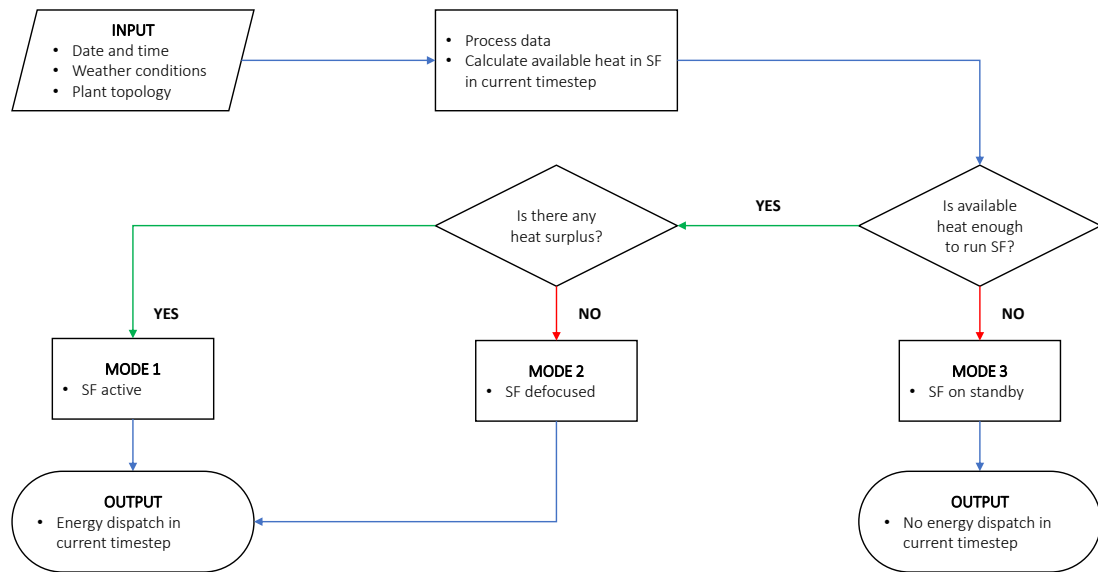 INPUT
• Date and time
• Weather conditions
• Plant topology
• Process data
• Calculate available heat in SF
in current timestep
Is available
heat enough
to run SF?
YES
NO
Is there any
heat surplus?
YES
NO
MODE 1
• SF active
MODE 2
• SF defocused
MODE 3
• SF on standby
OUTPUT
• Energy dispatch in
current timestep
OUTPUT
• No energy dispatch in
current timestep